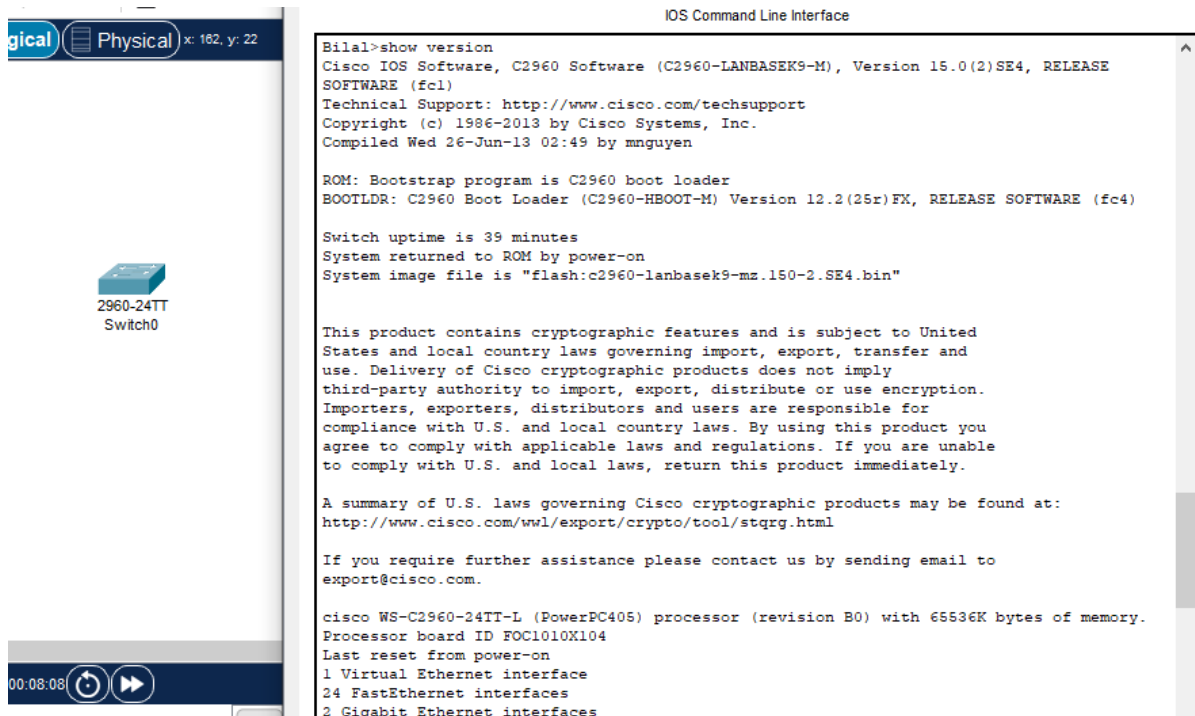 IOS Command Line Interface
gical Physical x: 162, y: 22
Bilal>show version
Cisco IOS Software, C2960 Software (C2960-LANBASEK9-M), Version 15.0(2)SE4, RELEASE
SOFTWARE (fc1)
Technical Support: http://www.cisco.com/techsupport
Copyright (c) 1986-2013 by Cisco Systems, Inc.
Compiled Wed 26-Jun-13 02:49 by mnguyen
ROM: Bootstrap program is C2960 boot loader
BOOTLDR: C2960 Boot Loader (C2960-HBOOT-M) Version 12.2(25r)FX, RELEASE SOFTWARE (fc4)
Switch uptime is 39 minutes
System returned to ROM by power-on
System image file is "flash:c2960-lanbasek9-mz.150-2.SE4.bin"
2960-24TT
Switch0
This product contains cryptographic features and is subject to United
States and local country laws governing import, export, transfer and
use. Delivery of Cisco cryptographic products does not imply
third-party authority to import, export, distribute or use encryption.
Importers, exporters, distributors and users are responsible for
compliance with U.S. and local country laws. By using this product you
agree to comply with applicable laws and regulations. If you are unable
to comply with U.S. and local laws, return this product immediately.
A summary of U.S. laws governing Cisco cryptographic products may be found at:
http://www.cisco.com/wwl/export/crypto/tool/stqrg.html
If you require further assistance please contact us by sending email to
export@cisco.com.
cisco WS-C2960-24TT-L (PowerPC405) processor (revision B0) with 65536K bytes of memory.
Processor board ID FOC1010X104
Last reset from power-on
1 Virtual Ethernet interface
24 FastEthernet interfaces
2 Gigabit Ethernet interfaces
00:08:08